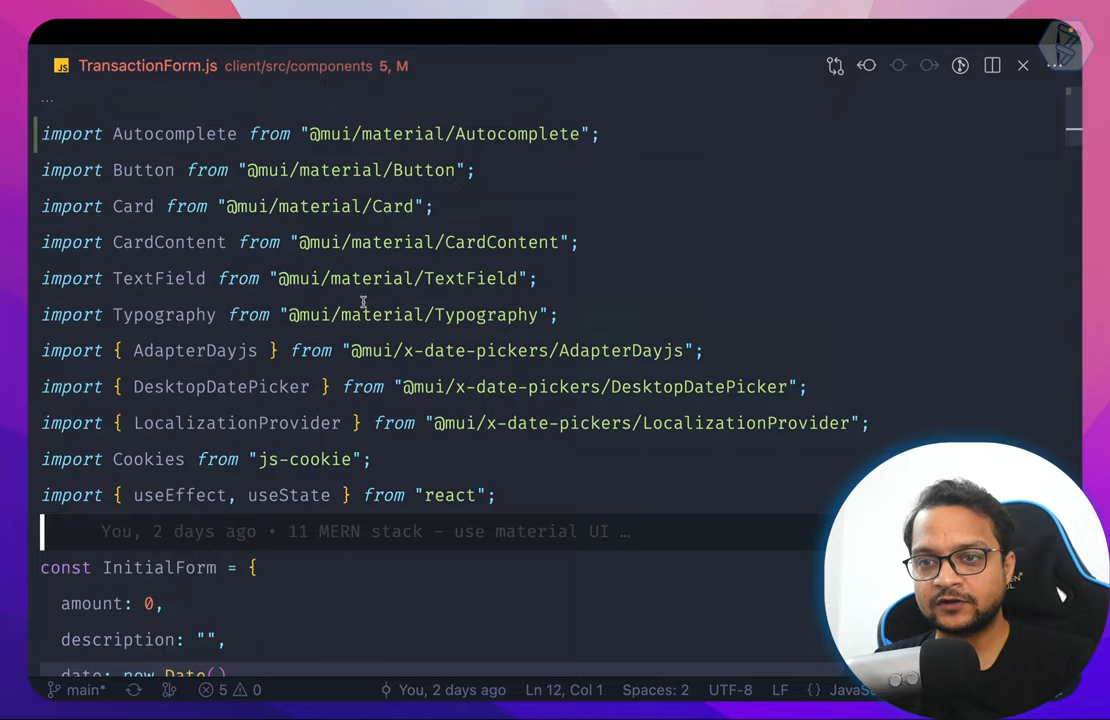 JS TransactionForm.js client/src/components 5, M
...
import Autocomplete from "@mui/material/Autocomplete";
import Button from "@mui/material/Button";
import Card from "@mui/material/Card";
import CardContent from "@mui/material/CardContent";
import TextField from "@mui/material/TextField";
import Typography from "@mui/material/Typography";
import { AdapterDayjs } from "@mui/x-date-pickers/AdapterDayjs";
import { DesktopDatePicker } from "@mui/x-date-pickers/DesktopDatePicker";
import { LocalizationProvider } from "@mui/x-date-pickers/LocalizationProvider";
import Cookies from "js-cookie";
import { useEffect, useState } from "react";
You, 2 days ago • 11 MERN stack – use material UI …
const InitialForm = {
amount: 0,
description: "",
date: new Date()
main* 5 0 You, 2 days ago Ln 12, Col 1 Spaces: 2 UTF-8 LF {} JavaS